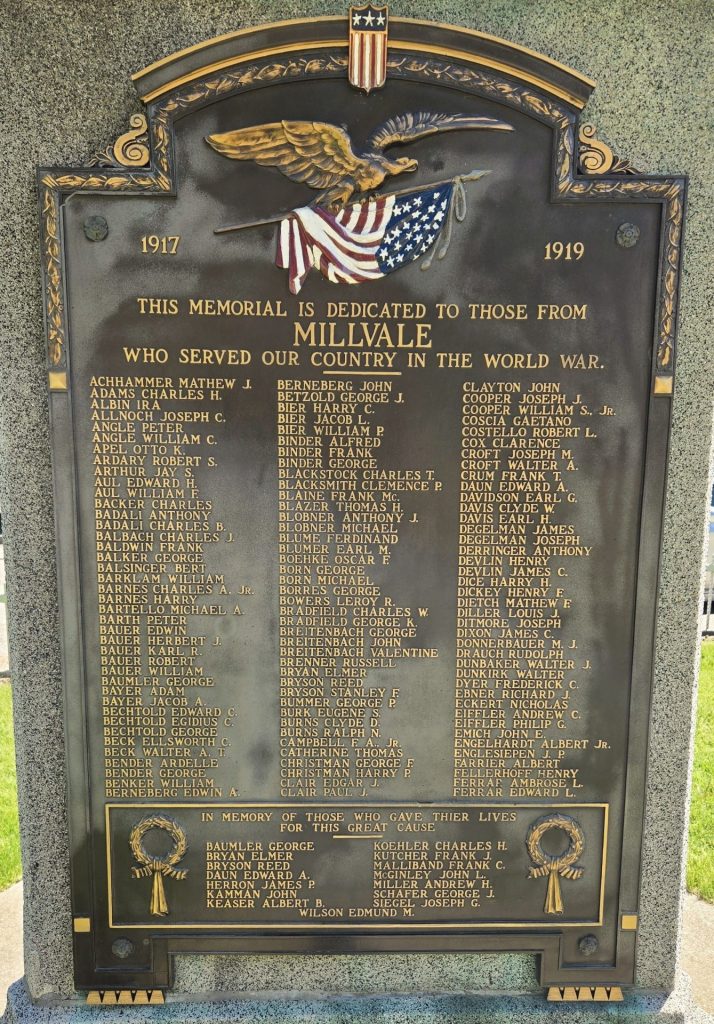 1917
1919
THIS MEMORIAL IS DEDICATED TO THOSE FROM
MILLVALE
WHO SERVED OUR COUNTRY IN THE WORLD WAR.
ACHHAMMER MATHEW J.
ADAMS CHARLES H.
ALBIN IRA
ALLNOCH JOSEPH C.
ANGLE PETER
ANGLE WILLIAM C.
APEL OTTO K.
ARDARY ROBERT S.
ARTHUR JAY S.
AUL EDWARD H.
AUL WILLIAM F.
BACKER CHARLES
BADALI ANTHONY
BADALI CHARLES B.
BALBACH CHARLES J.
BALDWIN FRANK
BALKER GEORGE
BALSINGER BERT
BARKLAM WILLIAM
BARNES CHARLES A. JR.
BARNES HARRY
BARTELLO MICHAEL A.
BARTH PETER
BAUER EDWIN
BAUER HERBERT J.
BAUER KARL R.
BAUER ROBERT
BAUER WILLIAM
BAUMLER GEORGE
BAYER ADAM
BAYER JACOB A.
BECHTOLD EDWARD C.
BECHTOLD EGIDIUS C.
BECHTOLD GEORGE
BECK ELLSWORTH C.
BECK WALTER A. T.
BENDER ARDELLE
BENDER GEORGE
BENKER WILLIAM
BERNEBERG EDWIN A.
BERNEBERG JOHN
BETZOLD GEORGE J.
BIER HARRY C.
BIER JACOB L.
BIER WILLIAM P.
BINDER ALFRED
BINDER FRANK
BINDER GEORGE
BLACKSTOCK CHARLES T.
BLACKSMITH CLEMENCE P.
BLAINE FRANK MC.
BLAZER THOMAS H.
BLOBNER ANTHONY J.
BLOBNER MICHAEL
BLUME FERDINAND
BLUMER EARL M.
BOEHKE OSCAR F.
BORN GEORGE
BORN MICHAEL
BORRES GEORGE
BOWERS LEROY R.
BRADFIELD CHARLES W.
BRADFIELD GEORGE K.
BREITENBACH GEORGE
BREITENBACH JOHN
BREITENBACH VALENTINE
BRENNER RUSSELL
BRYAN ELMER
BRYSON REED
BRYSON STANLEY F.
BUMMER GEORGE P.
BURK EUGENE S.
BURNS CLYDE D.
BURNS RALPH N.
CAMPBELL F. A. JR.
CATHERINE THOMAS
CHRISTMAN GEORGE F.
CHRISTMAN HARRY P.
CLAIR EDGAR J.
CLAIR PAUL J.
CLAYTON JOHN
COOPER JOSEPH J.
COOPER WILLIAM S. JR.
COSCIA GAETANO
COSTELLO ROBERT L.
COX CLARENCE
CROFT JOSEPH M.
CROFT WALTER A.
CRUM FRANK T.
DAUN EDWARD A.
DAVIDSON EARL G.
DAVIS CLYDE W.
DAVIS EARL H.
DEGELMAN JAMES
DEGELMAN JOSEPH
DERRINGER ANTHONY
DEVLIN HENRY
DEVLIN JAMES C.
DICE HARRY H.
DICKEY HENRY F.
DIETCH MATHEW F.
DILLER LOUIS J.
DITMORE JOSEPH
DIXON JAMES C.
DONNERBAUER M. J.
DRAUCH RUDOLPH
DUNBAKER WALTER J.
DUNKIRK WALTER
DYER FREDERICK C.
EBNER RICHARD J.
ECKERT NICHOLAS
EIFFLER ANDREW C.
EIFFLER PHILIP G.
EMICH JOHN E.
ENGELHARDT ALBERT JR.
ENGLESIEPEN J. P.
FARRIER ALBERT
FELLERHOFF HENRY
FERRAR AMBROSE L.
FERRAR EDWARD L.
IN MEMORY OF THOSE WHO GAVE THIER LIVES
FOR THIS GREAT CAUSE
BAUMLER GEORGE
BRYAN ELMER
BRYSON REED
DAUN EDWARD A.
HERRON JAMES P.
KAMMAN JOHN
KEASER ALBERT B.
KOEHLER CHARLES H.
KUTCHER FRANK J.
MALLIBAND FRANK C.
MCGINLEY JOHN L.
MILLER ANDREW H.
SCHAFER GEORGE J.
SIEGEL JOSEPH G.
WILSON EDMUND M.